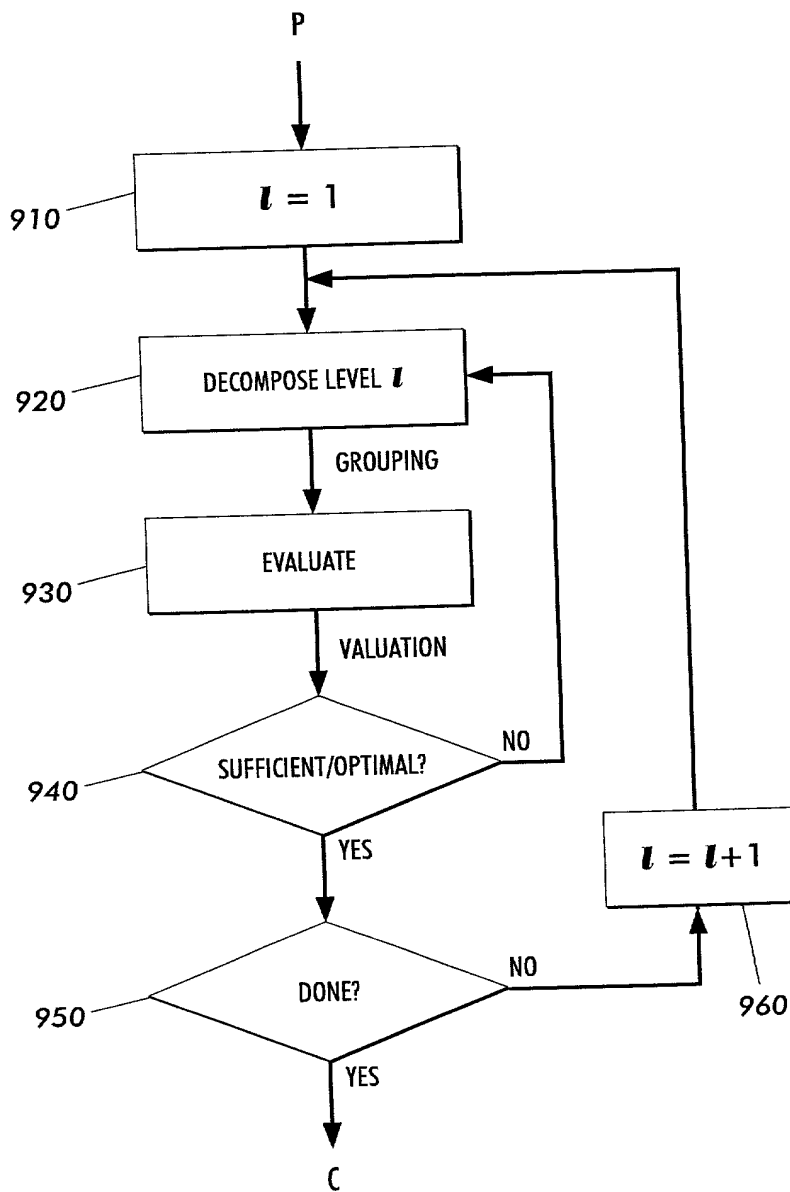 P
l = 1
910
DECOMPOSE LEVEL l
920
GROUPING
EVALUATE
930
VALUATION
SUFFICIENT/OPTIMAL?
NO
940
YES
l = l+1
DONE?
NO
950
960
YES
C